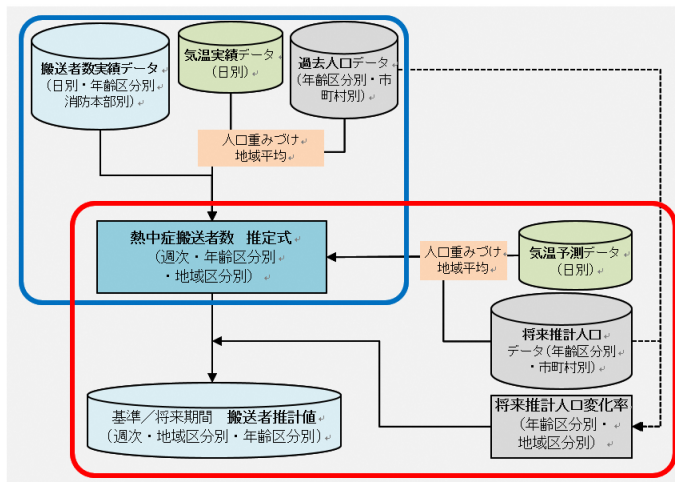 搬送者数実績データ
（日別・年齢区分別
消防本部別）
気温実績データ
（日別）
過去人口データ
（年齢区分別・市
町村別）
人口重みづけ
地域平均
熱中症搬送者数 推定式
（週次・年齢区分別
・地域区分別）
人口重みづけ
地域平均
気温予測データ
（日別）
将来推計人口
データ（年齢区分別
・市町村別）
基準／将来期間 搬送者推計値
（週次・地域区分別・年齢区分別）
将来推計人口変化率
（年齢区分別・
地域区分別）